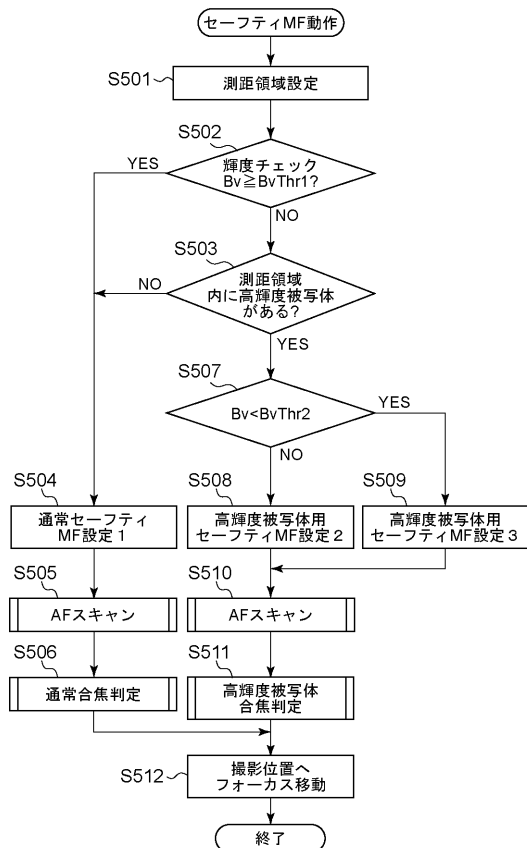 セーフティMF動作
S501
測距領域設定
S502
輝度チェック
Bv≧BvThr1?
YES
NO
S503
測距領域
内に高輝度被写体
がある?
NO
YES
S507
Bv<BvThr2
YES
NO
S504
通常セーフティ
MF設定1
S508
高輝度被写体用
セーフティMF設定2
S509
高輝度被写体用
セーフティMF設定3
S505
AFスキャン
S510
AFスキャン
S506
通常合焦判定
S511
高輝度被写体
合焦判定
S512
撮影位置へ
フォーカス移動
終了